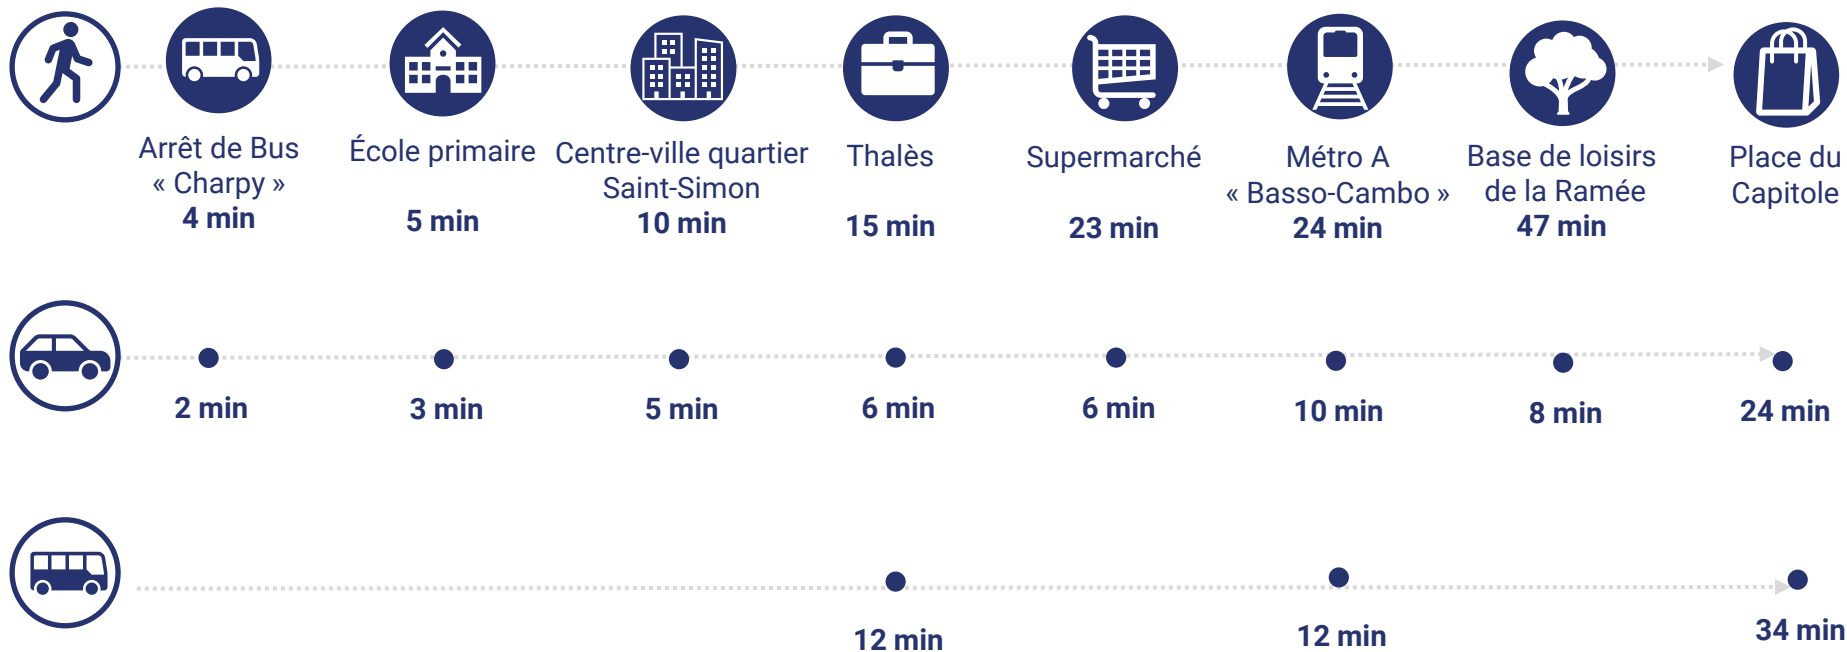 Arrêt de Bus
« Charpy »
4 min
École primaire
5 min
Centre-ville quartier
Saint-Simon
10 min
Thalès
15 min
Supermarché
23 min
Métro A
« Basso-Cambo »
24 min
Base de loisirs
de la Ramée
47 min
Place du
Capitole
2 min
3 min
5 min
6 min
6 min
10 min
8 min
24 min
12 min
12 min
34 min